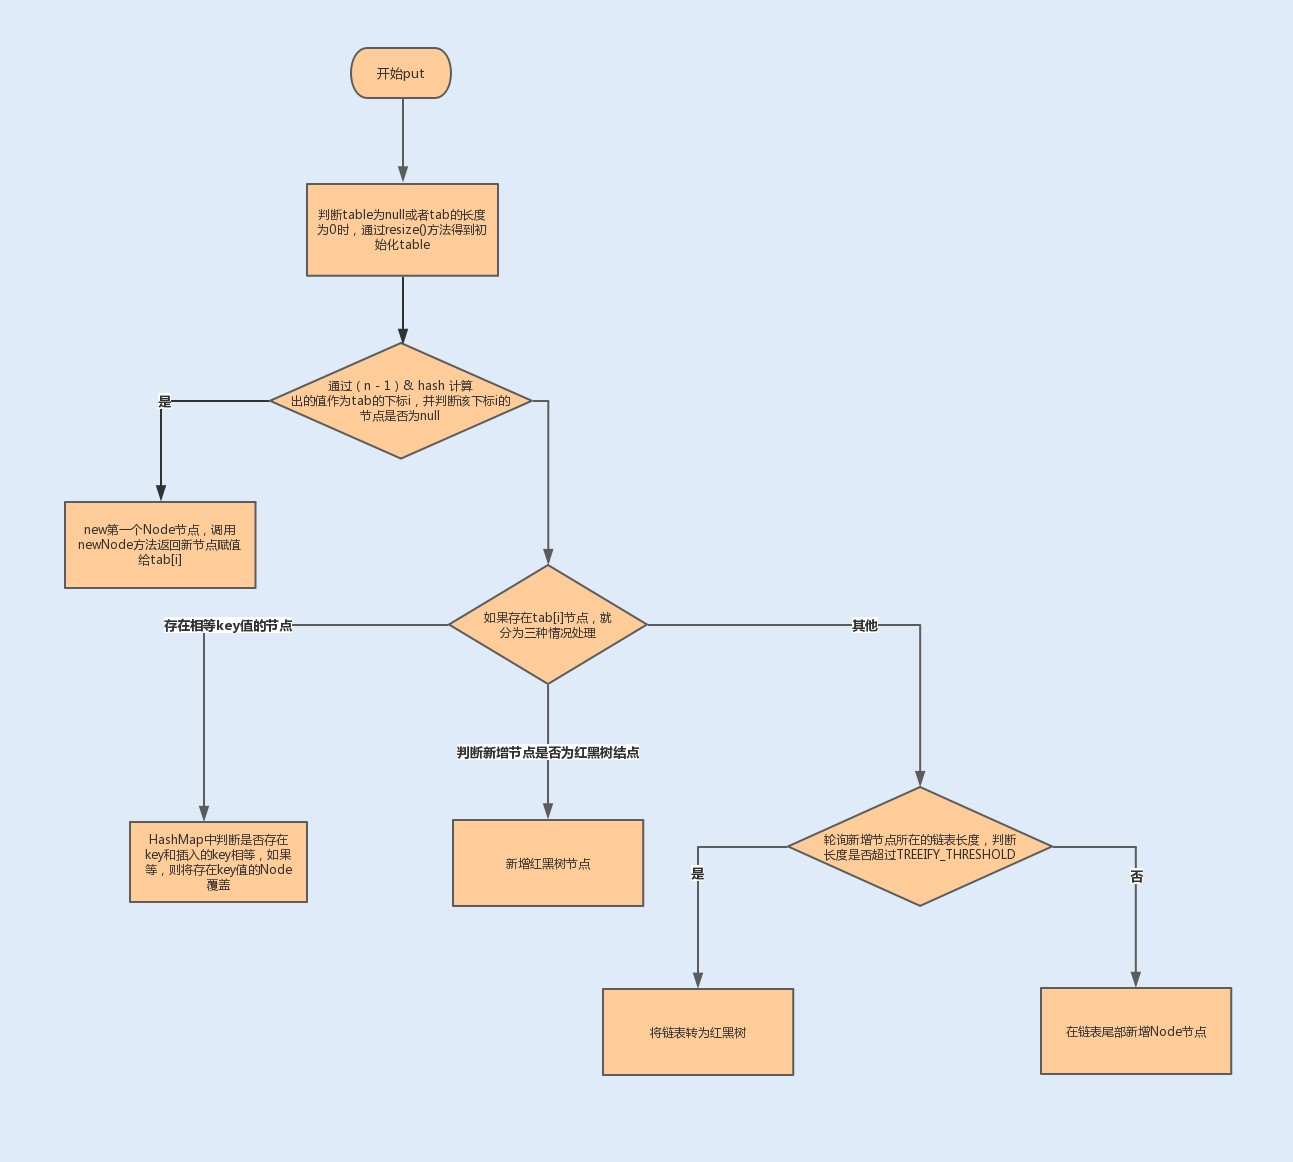 开始put
判断table为null或者tab的长度
为0时，通过resize()方法得到初
始化table
通过（n - 1）& hash 计算
出的值作为tab的下标i，并判断该下标i的
节点是否为null
是
new第一个Node节点，调用
newNode方法返回新节点赋值
给tab[i]
如果存在tab[i]节点，就
分为三种情况处理
存在相等key值的节点
其他
判断新增节点是否为红黑树结点
HashMap中判断是否存在
key和插入的key相等，如果
等，则将存在key值的Node
覆盖
新增红黑树节点
轮询新增节点所在的链表长度，判断
长度是否超过TREEIFY_THRESHOLD
是
否
将链表转为红黑树
在链表尾部新增Node节点